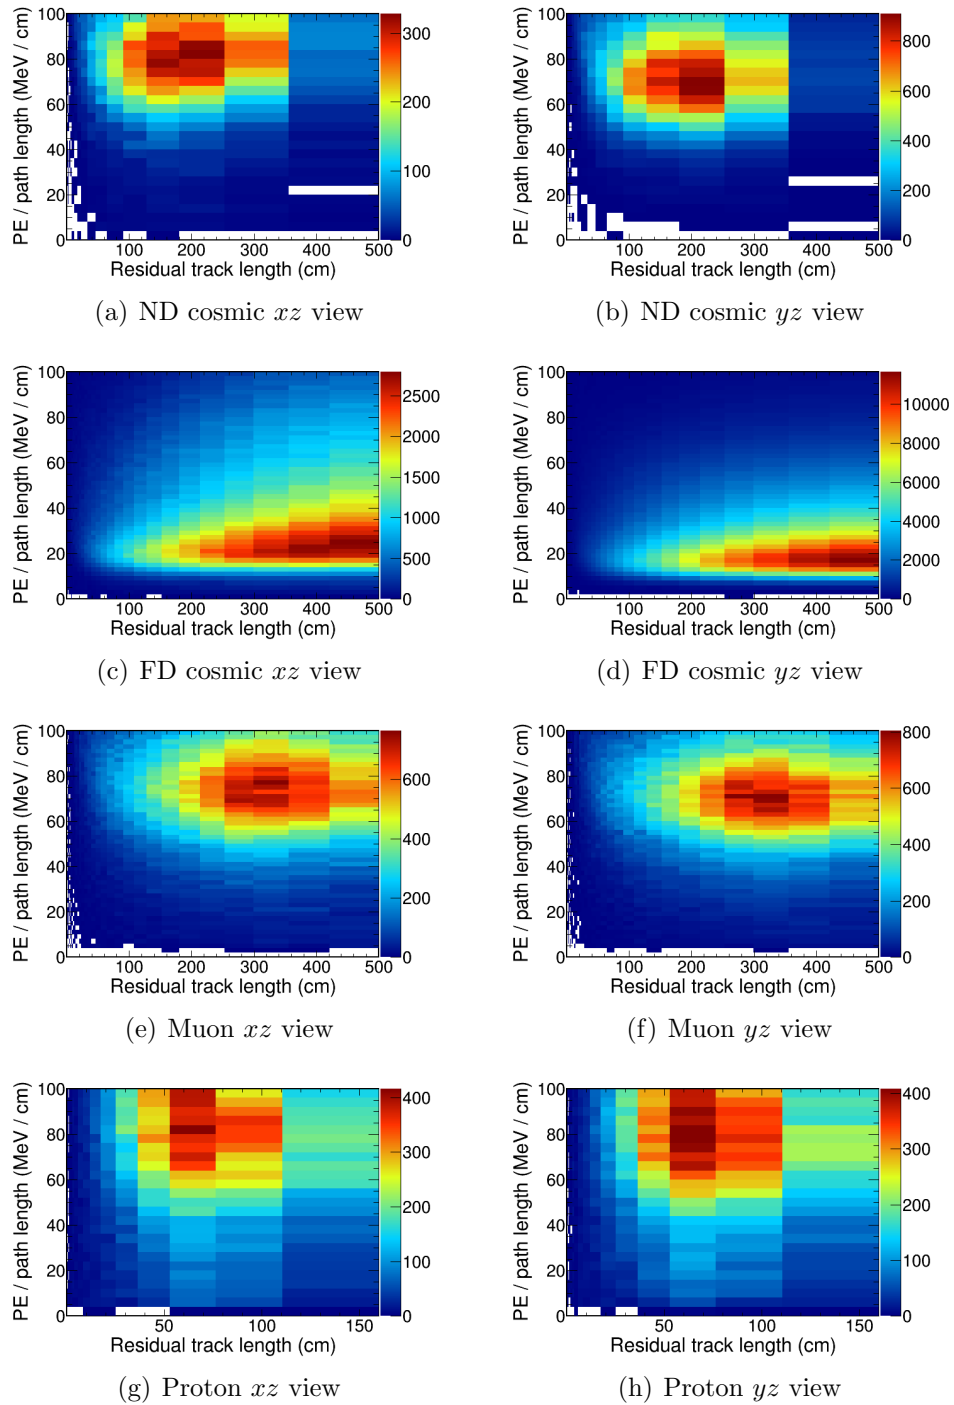 PE / path length (MeV / cm)
100
80
60
40
20
0
100 200 300 400 500
Residual track length (cm)
300
200
100
0
(a) ND cosmic xz view
PE / path length (MeV / cm)
100
80
60
40
20
0
100 200 300 400 500
Residual track length (cm)
800
600
400
200
0
(b) ND cosmic yz view
PE / path length (MeV / cm)
100
80
60
40
20
0
100 200 300 400 500
Residual track length (cm)
2500
2000
1500
1000
500
0
(c) FD cosmic xz view
PE / path length (MeV / cm)
100
80
60
40
20
0
100 200 300 400 500
Residual track length (cm)
10000
8000
6000
4000
2000
0
(d) FD cosmic yz view
PE / path length (MeV / cm)
100
80
60
40
20
0
100 200 300 400 500
Residual track length (cm)
600
400
200
0
(e) Muon xz view
PE / path length (MeV / cm)
100
80
60
40
20
0
100 200 300 400 500
Residual track length (cm)
800
600
400
200
0
(f) Muon yz view
PE / path length (MeV / cm)
100
80
60
40
20
0
50 100 150
Residual track length (cm)
400
300
200
100
0
(g) Proton xz view
PE / path length (MeV / cm)
100
80
60
40
20
0
50 100 150
Residual track length (cm)
400
300
200
100
0
(h) Proton yz view